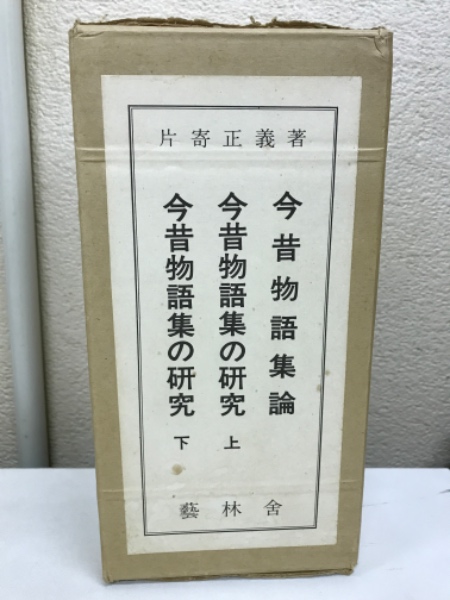 片寄正義著
今昔物語集論
今昔物語集の研究 上
今昔物語集の研究 下
藝林舎